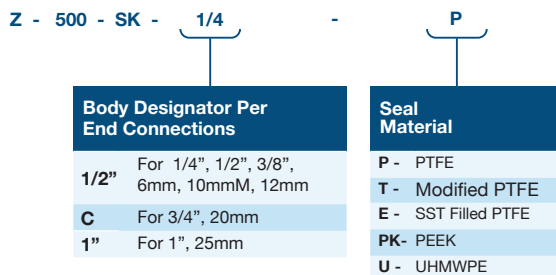 Z - 500 - SK - 1/4 - P
Body Designator Per
End Connections
1/2” For 1/4”, 1/2”, 3/8”,
6mm, 10mmM, 12mm
C For 3/4”, 20mm
1” For 1”, 25mm
Seal
Material
P - PTFE
T - Modified PTFE
E - SST Filled PTFE
PK- PEEK
U - UHMWPE